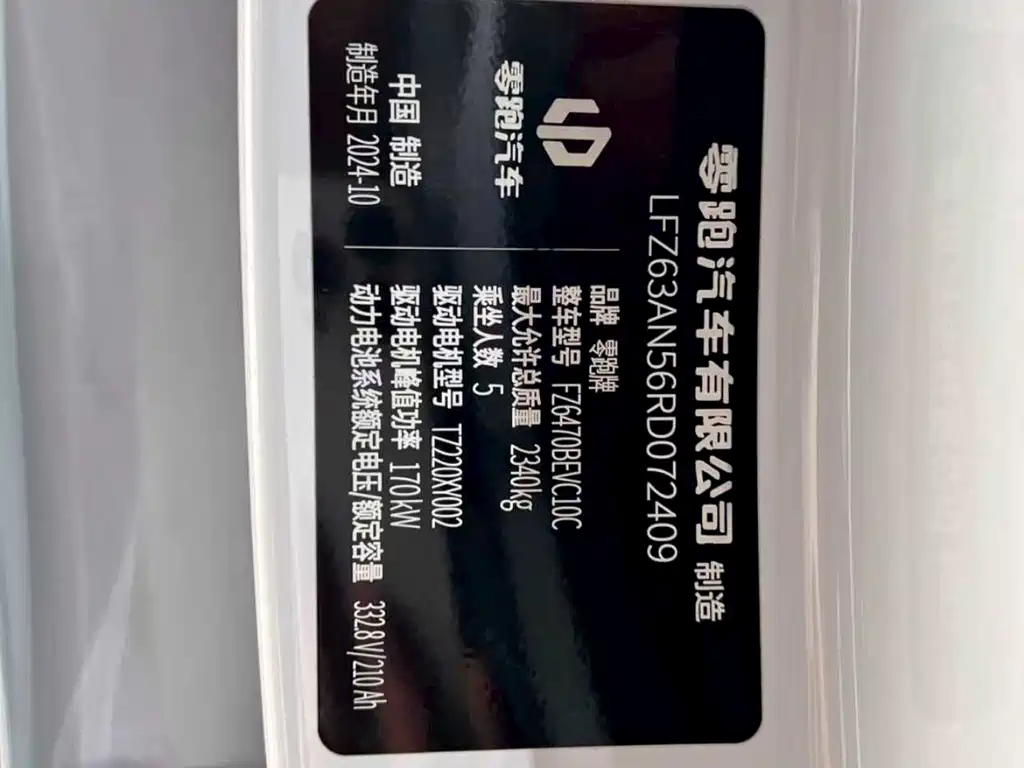 零跑汽车有限公司 制造
LFZ63AN56RD072409
零跑汽车
中国 制造
制造年月 2024-10
品牌 零跑牌
整车型号 FZ6470BEVC10C
最大允许总质量 2340kg
乘坐人数 5
驱动电机型号 TZ220XY002
驱动电机峰值功率 170kW
动力电池系统额定电压/额定容量 332.8V/210Ah